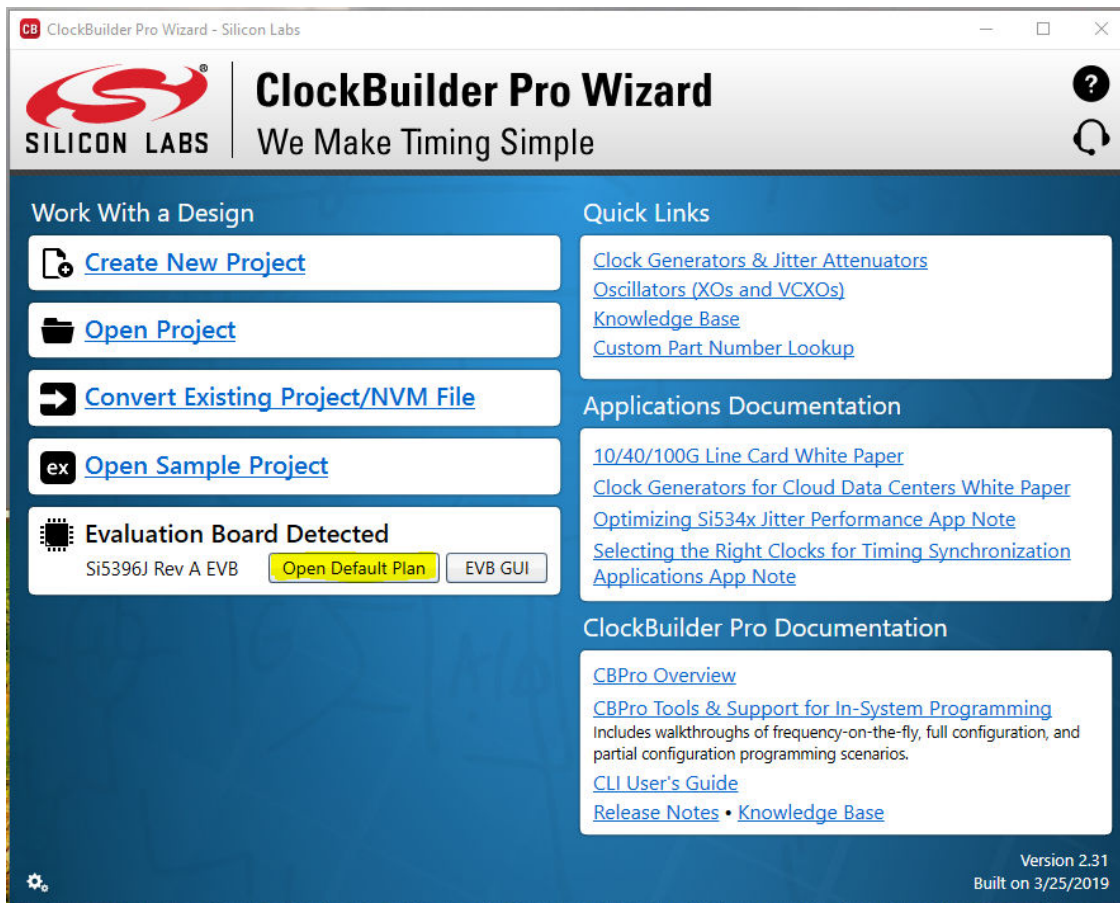 CB ClockBuilder Pro Wizard - Silicon Labs
SILICON LABS
®
ClockBuilder Pro Wizard
We Make Timing Simple
?
Work With a Design
Create New Project
Open Project
Convert Existing Project/NVM File
ex Open Sample Project
Evaluation Board Detected
Si5396J Rev A EVB Open Default Plan EVB GUI
Quick Links
Clock Generators & Jitter Attenuators
Oscillators (XOs and VCXOs)
Knowledge Base
Custom Part Number Lookup
Applications Documentation
10/40/100G Line Card White Paper
Clock Generators for Cloud Data Centers White Paper
Optimizing Si534x Jitter Performance App Note
Selecting the Right Clocks for Timing Synchronization
Applications App Note
ClockBuilder Pro Documentation
CBPro Overview
CBPro Tools & Support for In-System Programming
Includes walkthroughs of frequency-on-the-fly, full configuration, and
partial configuration programming scenarios.
CLI User's Guide
Release Notes • Knowledge Base
Version 2.31
Built on 3/25/2019